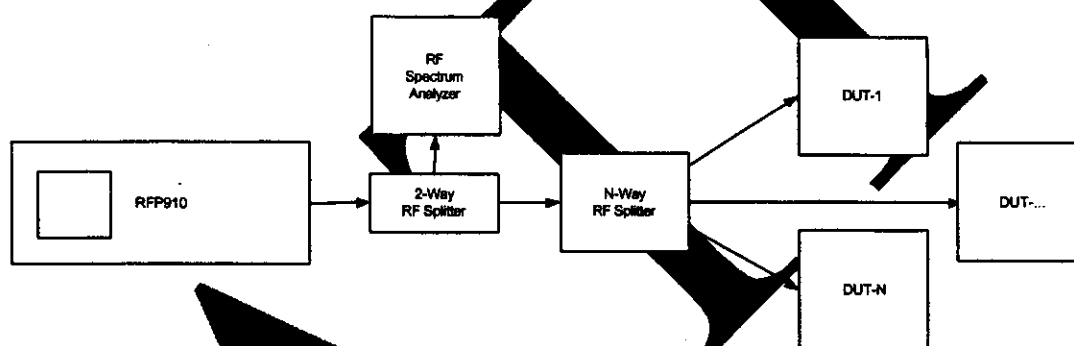 RF
Spectrum
Analyzer
DUT-1
RFP910
2-Way
RF Splitter
N-Way
RF Splitter
DUT-...
DUT-N